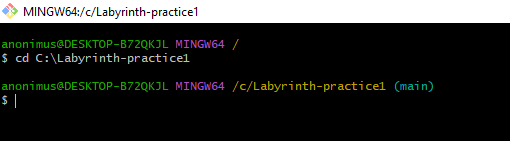 MINGW64:/c/Labyrinth-practice1
anonimus@DESKTOP-B72QKJL MINGW64 /
$ cd C:\Labyrinth-practice1
anonimus@DESKTOP-B72QKJL MINGW64 /c/Labyrinth-practice1 (main)
$